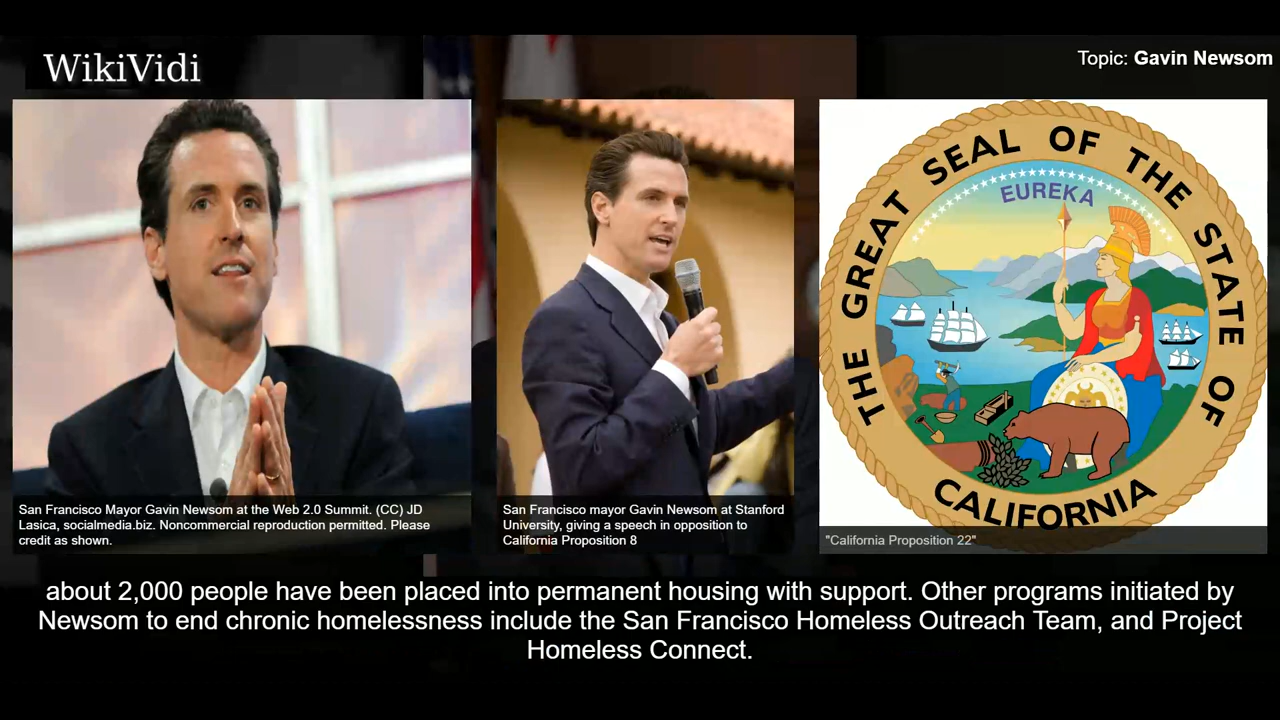 WikiVidi
Topic: Gavin Newsom
San Francisco Mayor Gavin Newsom at the Web 2.0 Summit. (CC) JD
Lasica, socialmedia.biz. Noncommercial reproduction permitted. Please
credit as shown.
San Francisco mayor Gavin Newsom at Stanford
University, giving a speech in opposition to
California Proposition 8
THE GREAT SEAL OF THE STATE OF
CALIFORNIA
EUREKA
"California Proposition 22"
about 2,000 people have been placed into permanent housing with support. Other programs initiated by
Newsom to end chronic homelessness include the San Francisco Homeless Outreach Team, and Project
Homeless Connect.